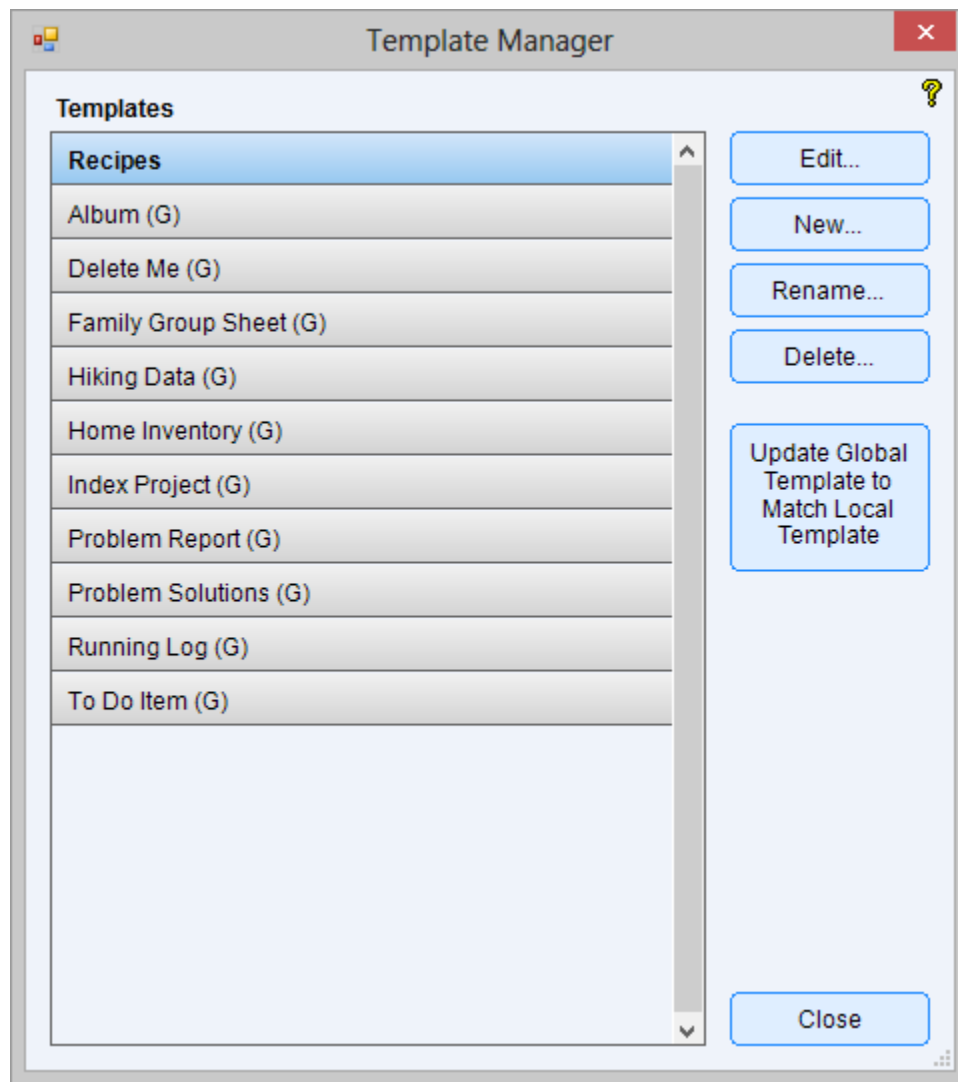 Template Manager
Templates
Recipes
Album (G)
Delete Me (G)
Family Group Sheet (G)
Hiking Data (G)
Home Inventory (G)
Index Project (G)
Problem Report (G)
Problem Solutions (G)
Running Log (G)
To Do Item (G)
Edit...
New...
Rename...
Delete...
Update Global
Template to
Match Local
Template
Close